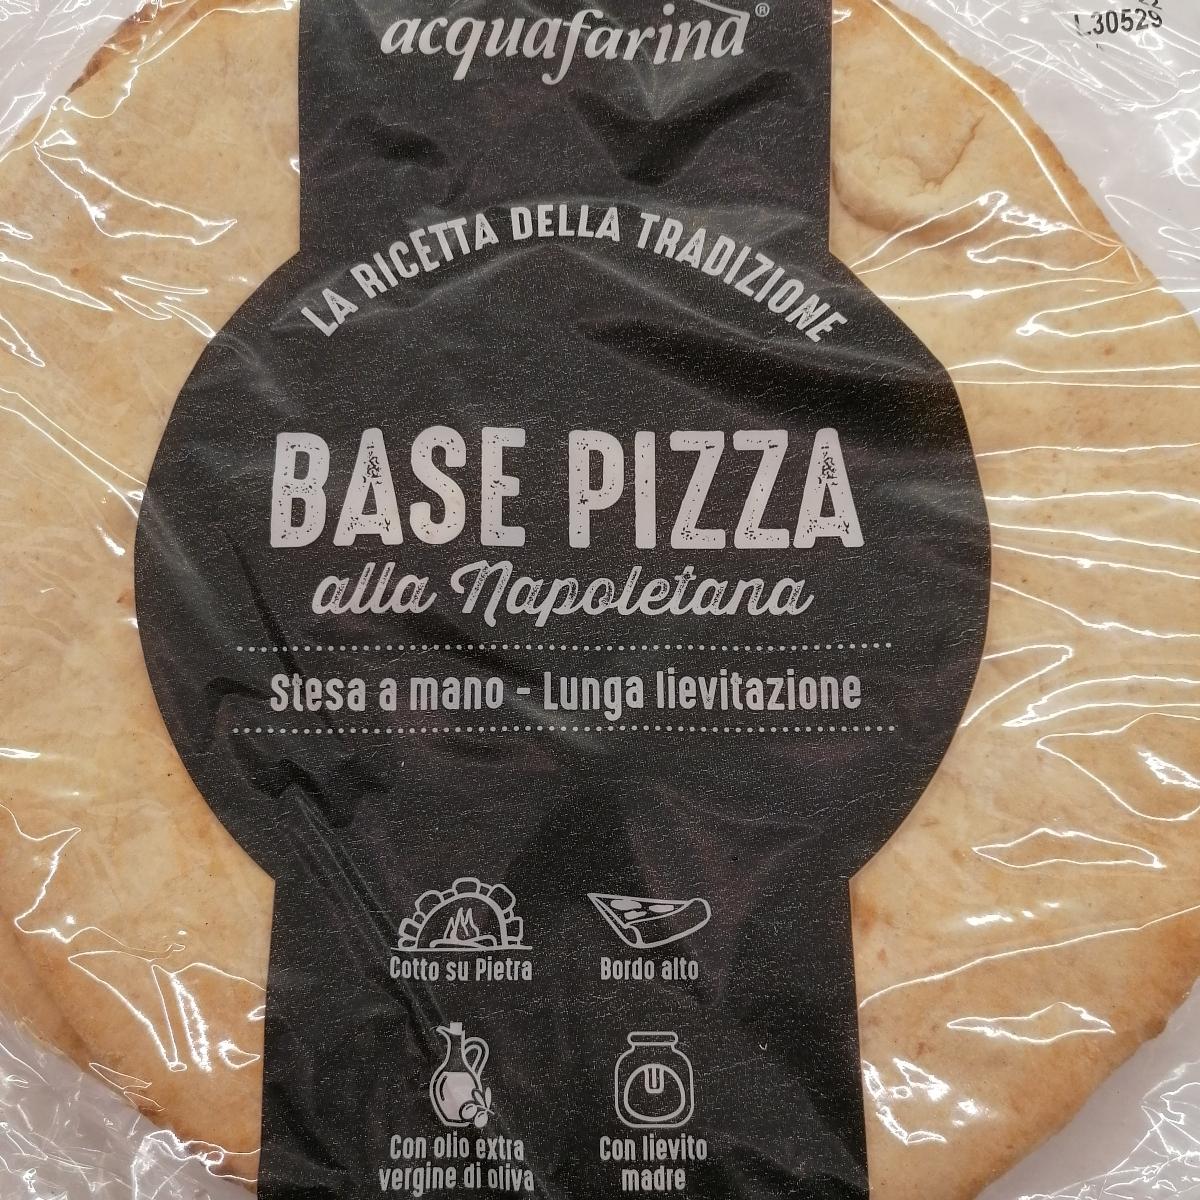 acquafarina®
L30529
LA RICETTA DELLA TRADIZIONE
BASE PIZZA
alla Napoletana
Stesa a mano - Lunga lievitazione
Cotto su Pietra
Bordo alto
Con olio extra
vergine di oliva
Con lievito
madre